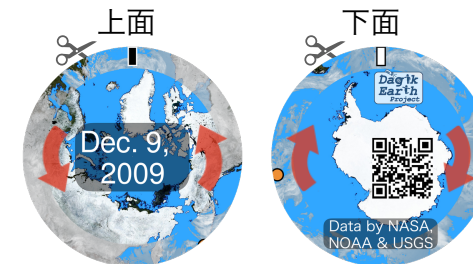 上面
下面
Dec. 9,
2009
Dagik
Earth
Project
Data by NASA,
NOAA & USGS